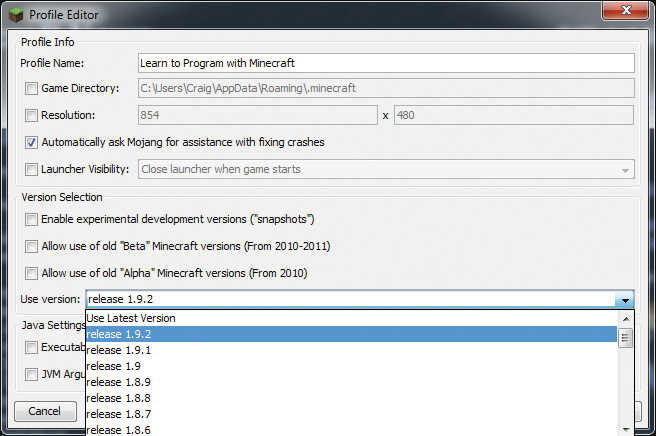 Profile Editor
Profile Info
Profile Name: Learn to Program with Minecraft
Game Directory: C:\Users\Craig\AppData\Roaming\.minecraft
Resolution: 854 x 480
Automatically ask Mojang for assistance with fixing crashes
Launcher Visibility: Close launcher when game starts
Version Selection
Enable experimental development versions ("snapshots")
Allow use of old "Beta" Minecraft versions (From 2010-2011)
Allow use of old "Alpha" Minecraft versions (From 2010)
Use version: release 1.9.2
Use Latest Version
Java Settings release 1.9.2
Executab release 1.9.1
release 1.9
JVM Argu release 1.8.9
release 1.8.8
Cancel release 1.8.7
release 1.8.6